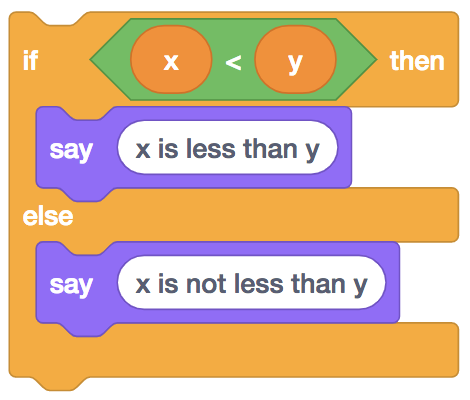 if x < y then
say x is less than y
else
say x is not less than y